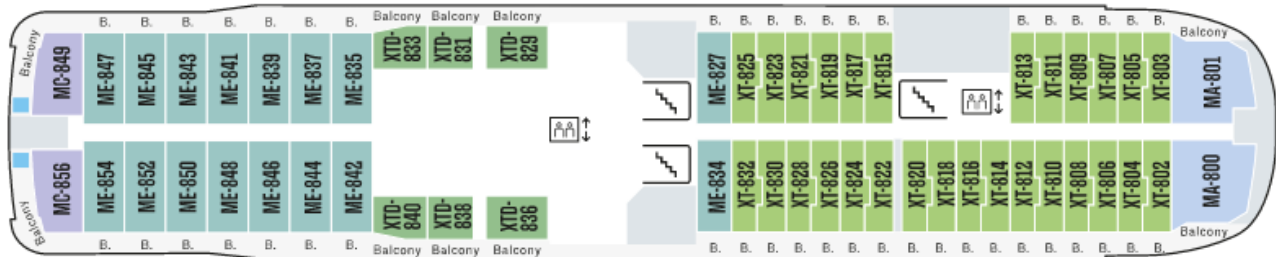 B. B. B. B. B. B. B. Balcony Balcony Balcony B. B. B. B. B. B. B. B. B. B. B. B. B.
Balcony
MC-849 ME-847 ME-845 ME-843 ME-841 ME-839 ME-837 ME-835 XTD-833 XTD-831 XTD-829 ME-827 XT-825 XT-823 XT-821 XT-819 XT-817 XT-815 XT-813 XT-811 XT-809 XT-807 XT-805 XT-803 MA-801
Balcony
MC-856 ME-854 ME-852 ME-850 ME-848 ME-846 ME-844 ME-842 XTD-840 XTD-838 XTD-836 ME-834 XT-832 XT-830 XT-828 XT-826 XT-824 XT-822 XT-820 XT-818 XT-816 XT-814 XT-812 XT-810 XT-808 XT-806 XT-804 XT-802 MA-800
Balcony
Balcony
B. B. B. B. B. B. B. Balcony Balcony Balcony B. B. B. B. B. B. B. B. B. B. B. B. B. B. B. B. B.